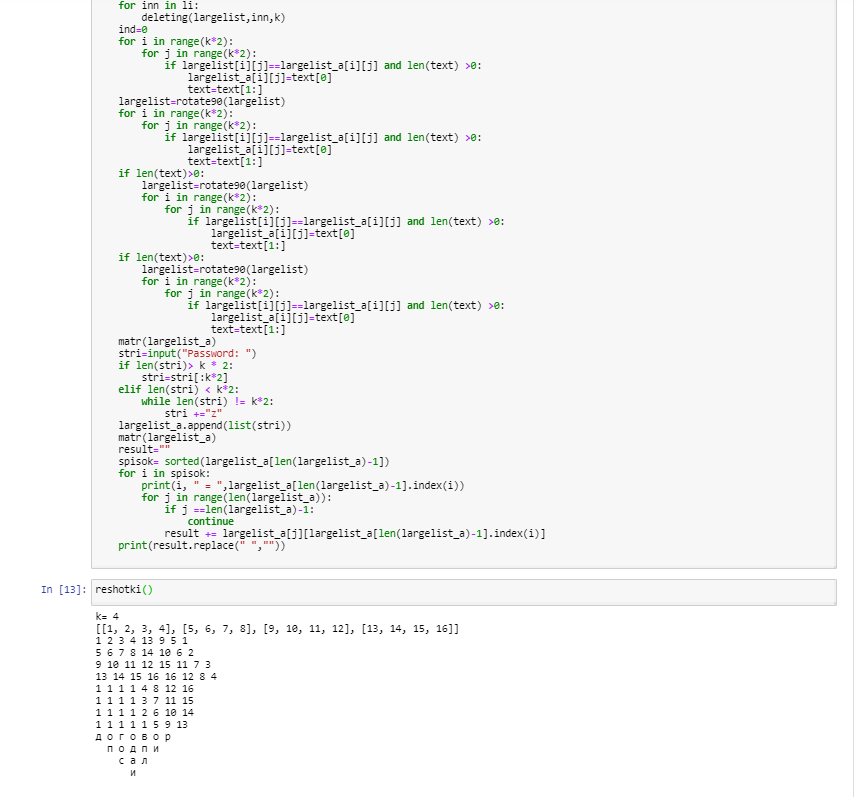 for inn in li:
    deleting(largelist,inn,k)
ind=0
for i in range(k*2):
    for j in range(k*2):
        if largelist[i][j]==largelist_a[i][j] and len(text) >0:
            largelist_a[i][j]=text[0]
            text=text[1:]
largelist=rotate90(largelist)
for i in range(k*2):
    for j in range(k*2):
        if largelist[i][j]==largelist_a[i][j] and len(text) >0:
            largelist_a[i][j]=text[0]
            text=text[1:]
if len(text)>0:
    largelist=rotate90(largelist)
    for i in range(k*2):
        for j in range(k*2):
            if largelist[i][j]==largelist_a[i][j] and len(text) >0:
                largelist_a[i][j]=text[0]
                text=text[1:]
if len(text)>0:
    largelist=rotate90(largelist)
    for i in range(k*2):
        for j in range(k*2):
            if largelist[i][j]==largelist_a[i][j] and len(text) >0:
                largelist_a[i][j]=text[0]
                text=text[1:]
matr(largelist_a)
stri=input("Password: ")
if len(stri)> k * 2:
    stri=stri[:k*2]
elif len(stri) < k*2:
    while len(stri) != k*2:
        stri +="z"
largelist_a.append(list(stri))
matr(largelist_a)
result=""
spisok= sorted(largelist_a[len(largelist_a)-1])
for i in spisok:
    print(i, " = ",largelist_a[len(largelist_a)-1].index(i))
    for j in range(len(largelist_a)):
        if j ==len(largelist_a)-1:
            continue
        result += largelist_a[j][largelist_a[len(largelist_a)-1].index(i)]
print(result.replace(" ",""))
In [13]: reshotki()
k= 4
[[1, 2, 3, 4], [5, 6, 7, 8], [9, 10, 11, 12], [13, 14, 15, 16]]
1 2 3 4 13 9 5 1
5 6 7 8 14 10 6 2
9 10 11 12 15 11 7 3
13 14 15 16 16 12 8 4
1 1 1 1 4 8 12 16
1 1 1 1 3 7 11 15
1 1 1 1 2 6 10 14
1 1 1 1 1 5 9 13
д о г о в о р
  п о д п и
    с а л
      и